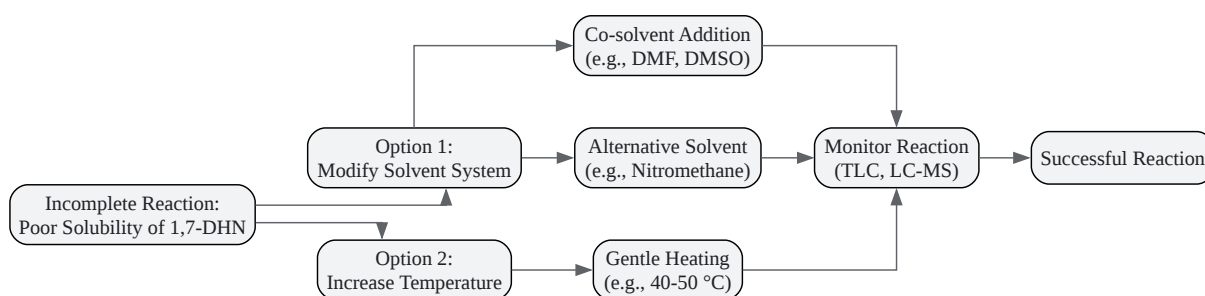 Co-solvent Addition
(e.g., DMF, DMSO)
Option 1:
Modify Solvent System
Alternative Solvent
(e.g., Nitromethane)
Monitor Reaction
(TLC, LC-MS)
Successful Reaction
Incomplete Reaction:
Poor Solubility of 1,7-DHN
Option 2:
Increase Temperature
Gentle Heating
(e.g., 40-50 °C)